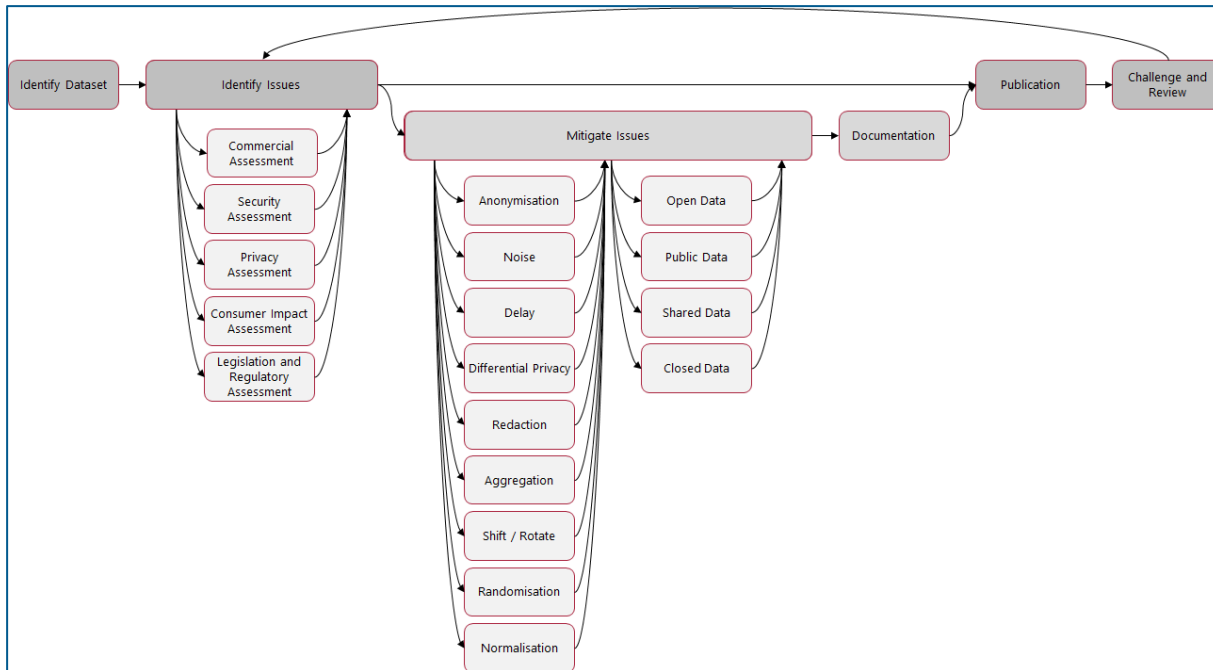 Identify Dataset
Identify Issues
Publication
Challenge and
Review
Mitigate Issues
Documentation
Commercial
Assessment
Security
Assessment
Privacy
Assessment
Consumer Impact
Assessment
Legislation and
Regulatory
Assessment
Anonymisation
Noise
Delay
Differential Privacy
Redaction
Aggregation
Shift / Rotate
Randomisation
Normalisation
Open Data
Public Data
Shared Data
Closed Data